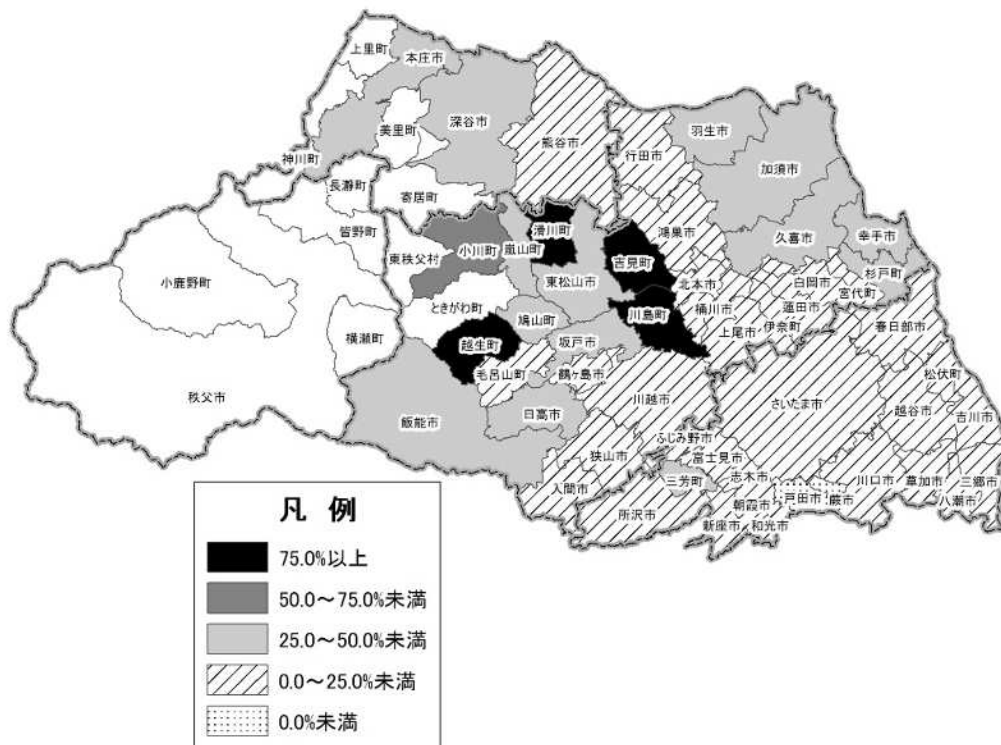 上里町
本庄市
美里町
深谷市
神川町
熊谷市
行田市
羽生市
加須市
長瀞町
寄居町
皆野町
東秩父村
小川町
嵐山町
滑川町
吉見町
鴻巣市
久喜市
幸手市
小鹿野町
東松山市
北本市
白岡市
杉戸町
宮代町
ときがわ町
鳩山町
川島町
桶川市
蓮田市
横瀬町
越生町
坂戸市
上尾市
伊奈町
春日部市
毛呂山町
鶴ヶ島市
松伏町
秩父市
飯能市
日高市
川越市
さいたま市
越谷市
吉川市
ふじみ野市
狭山市
富士見市
入間市
三芳町
志木市
川口市
草加市
三郷市
所沢市
朝霞市
戸田市
蕨市
八潮市
新座市
和光市
凡 例
75.0%以上
50.0～75.0%未満
25.0～50.0%未満
0.0～25.0%未満
0.0%未満